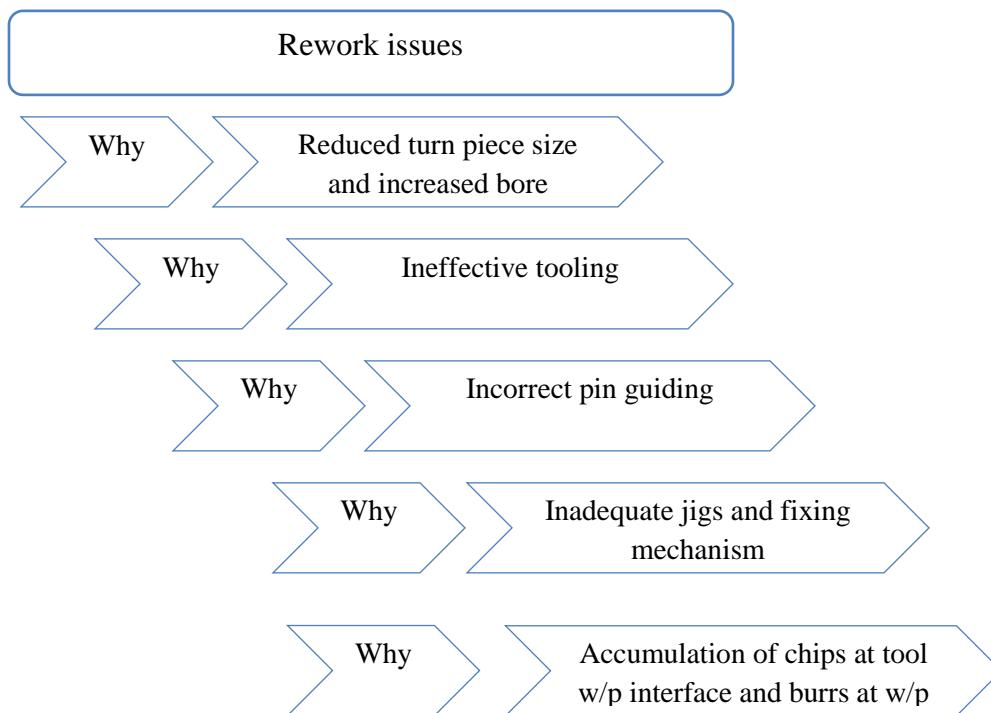 Rework issues
Why
Reduced turn piece size
and increased bore
Why
Ineffective tooling
Why
Incorrect pin guiding
Why
Inadequate jigs and fixing
mechanism
Why
Accumulation of chips at tool
w/p interface and burrs at w/p